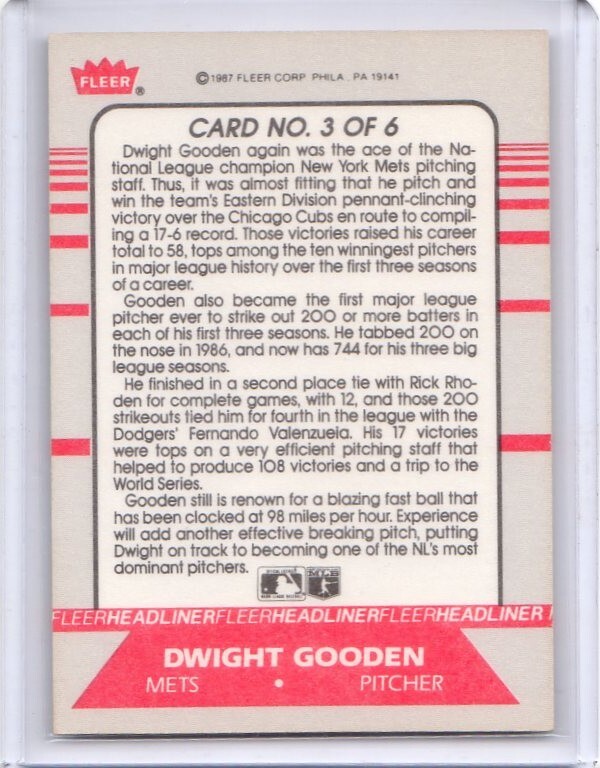 FLEER®
©1987 FLEER CORP PHILA., PA 19141
CARD NO. 3 OF 6
Dwight Gooden again was the ace of the Na-
tional League champion New York Mets pitching
staff. Thus, it was almost fitting that he pitch and
win the team's Eastern Division pennant-clinching
victory over the Chicago Cubs en route to compil-
ing a 17-6 record. Those victories raised his career
total to 58, tops among the ten winningest pitchers
in major league history over the first three seasons
of a career.
Gooden also became the first major league
pitcher ever to strike out 200 or more batters in
each of his first three seasons. He tabbed 200 on
the nose in 1986, and now has 744 for his three big
league seasons.
He finished in a second place tie with Rick Rho-
den for complete games, with 12, and those 200
strikeouts tied him for fourth in the league with the
Dodgers' Fernando Valenzuela. His 17 victories
were tops on a very efficient pitching staff that
helped to produce 108 victories and a trip to the
World Series.
Gooden still is renown for a blazing fast ball that
has been clocked at 98 miles per hour. Experience
will add another effective breaking pitch, putting
Dwight on track to becoming one of the NL's most
dominant pitchers.
MLB
FLEERHEADLINERFLEERHEADLINERFLEERHEADLINER
DWIGHT GOODEN
METS • PITCHER